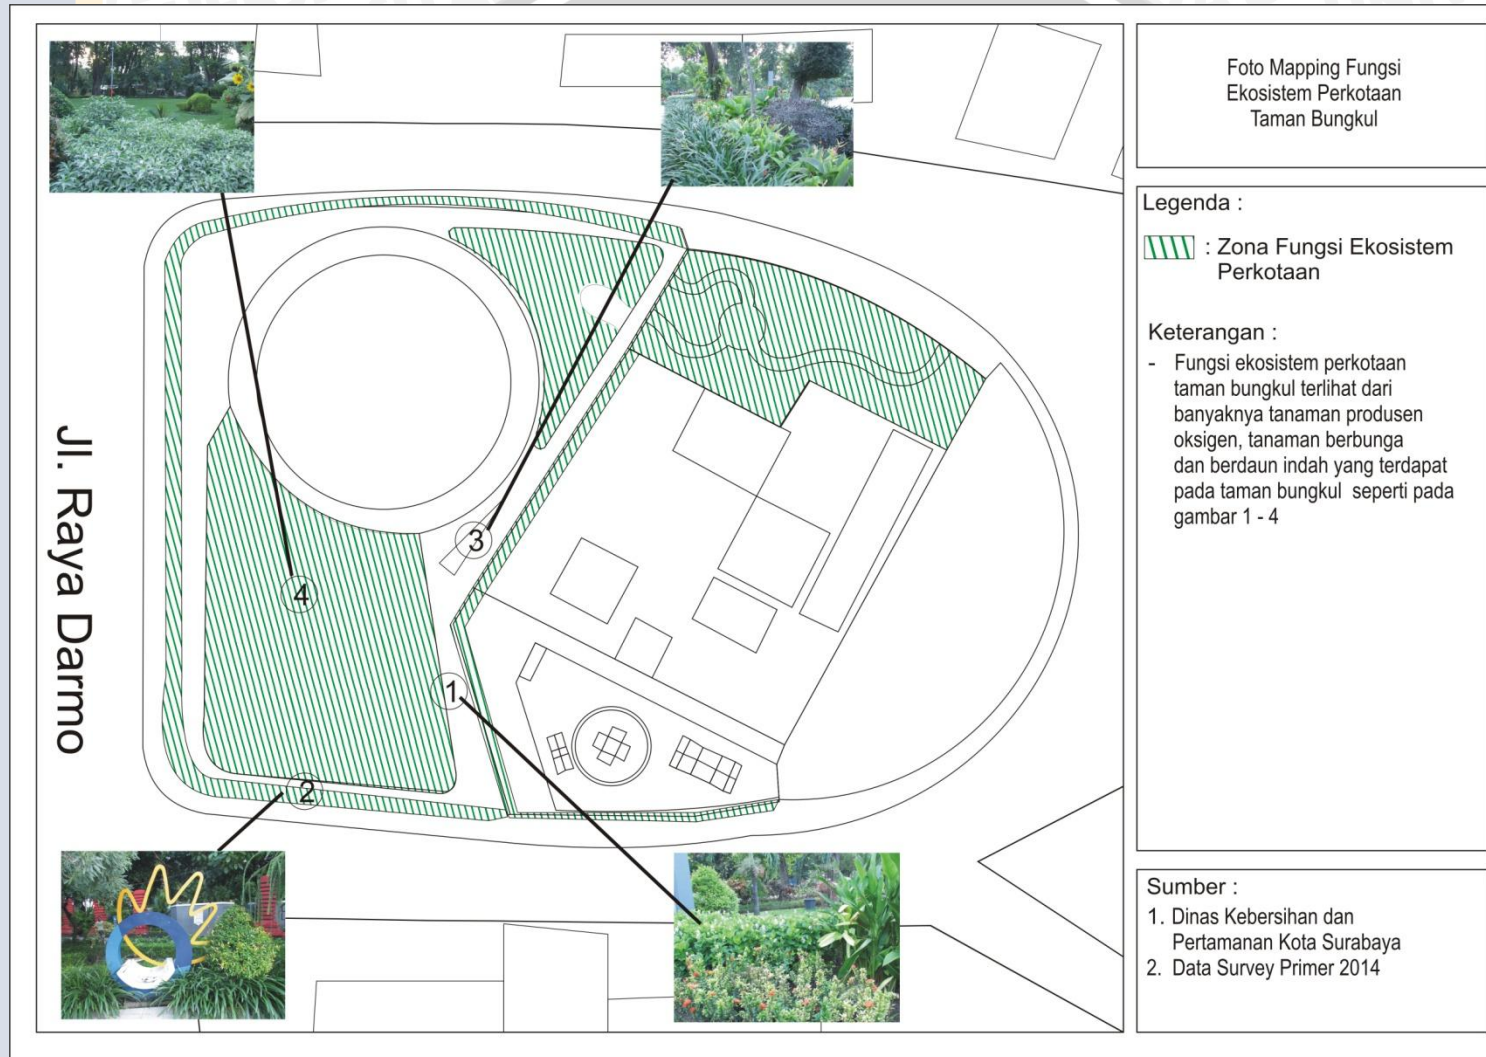 Foto Mapping Fungsi
Ekosistem Perkotaan
Taman Bungkul
Legenda :
: Zona Fungsi Ekosistem
Perkotaan
Keterangan :
- Fungsi ekosistem perkotaan
taman bungkul terlihat dari
banyaknya tanaman produsen
oksigen, tanaman berbunga
dan berdaun indah yang terdapat
pada taman bungkul seperti pada
gambar 1 - 4
Sumber :
1. Dinas Kebersihan dan
Pertamanan Kota Surabaya
2. Data Survey Primer 2014
Jl. Raya Darmo
3
4
1
2